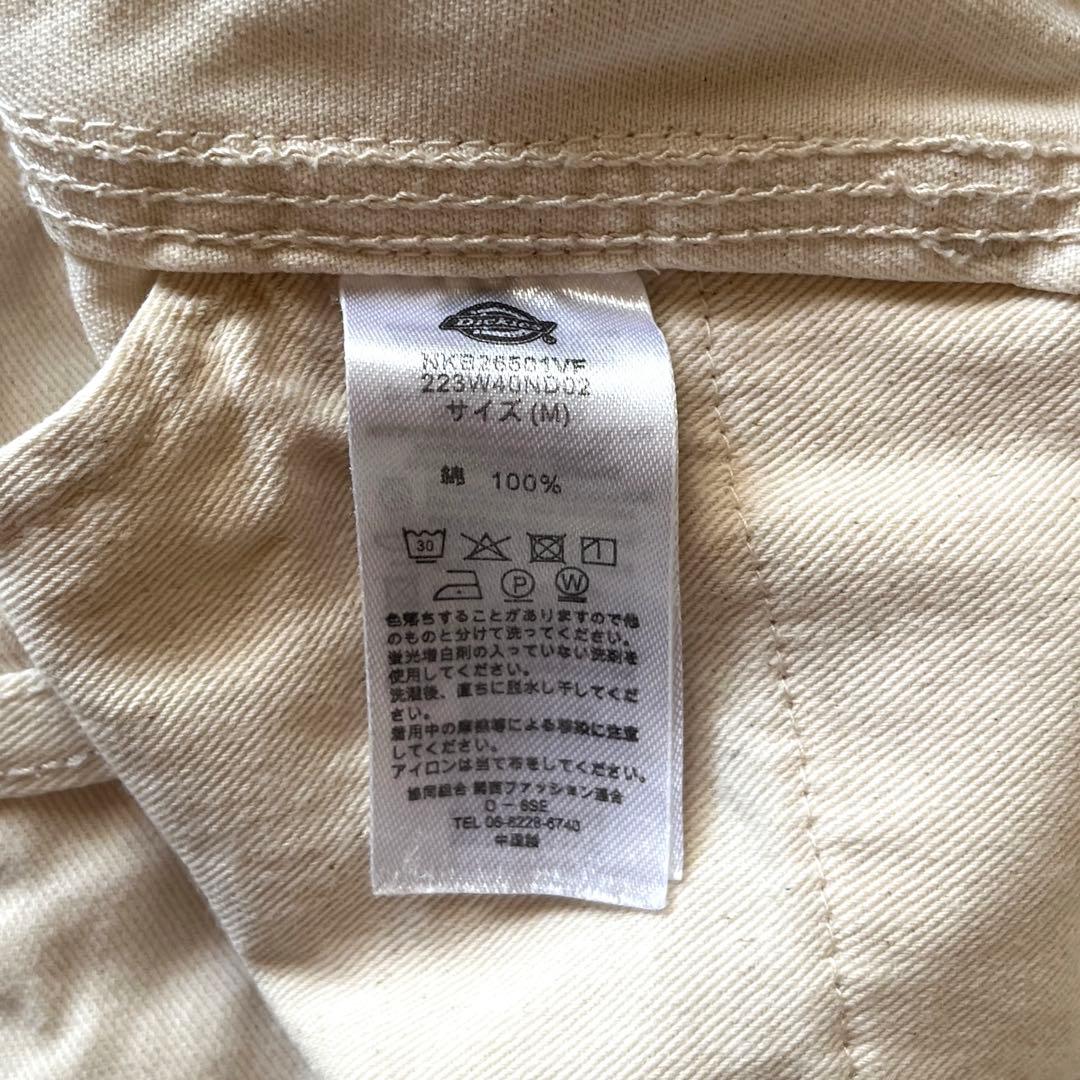 Dickies
223W40ND02
サイズ (M)
綿 100%
30
1
P
W
色落ちすることがありますので他
のものと分けて洗ってください。
蛍光増白剤の入っていない洗剤を
使用してください。
洗濯後、直ちに脱水し干してくだ
さい。
着用中の摩擦等による移染に注意
してください。
アイロンは当て布をしてください。
協同組合 関西ファッション連合
O - 6SE
TEL 06-6228-6740
中国製